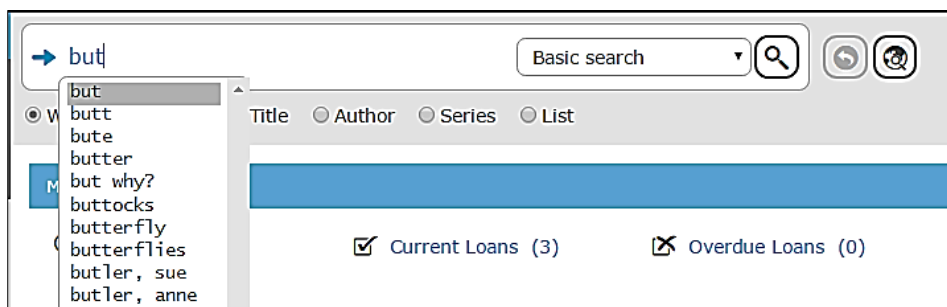 but
Basic search
but
butt
W Title Author Series List
bute
butter
but why?
M
buttocks
butterfly
butterflies
Current Loans (3) Overdue Loans (0)
butler, sue
butler, anne